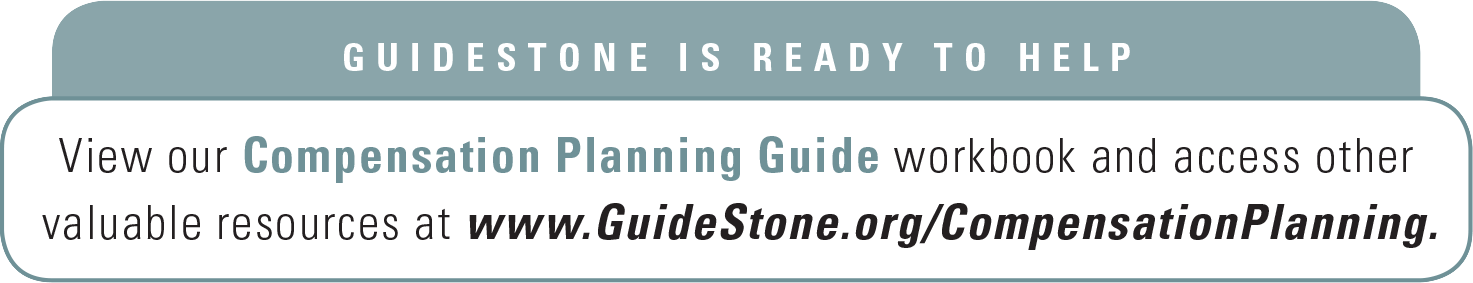 GUIDESTONE IS READY TO HELP
View our Compensation Planning Guide workbook and access other
valuable resources at www.GuideStone.org/CompensationPlanning.